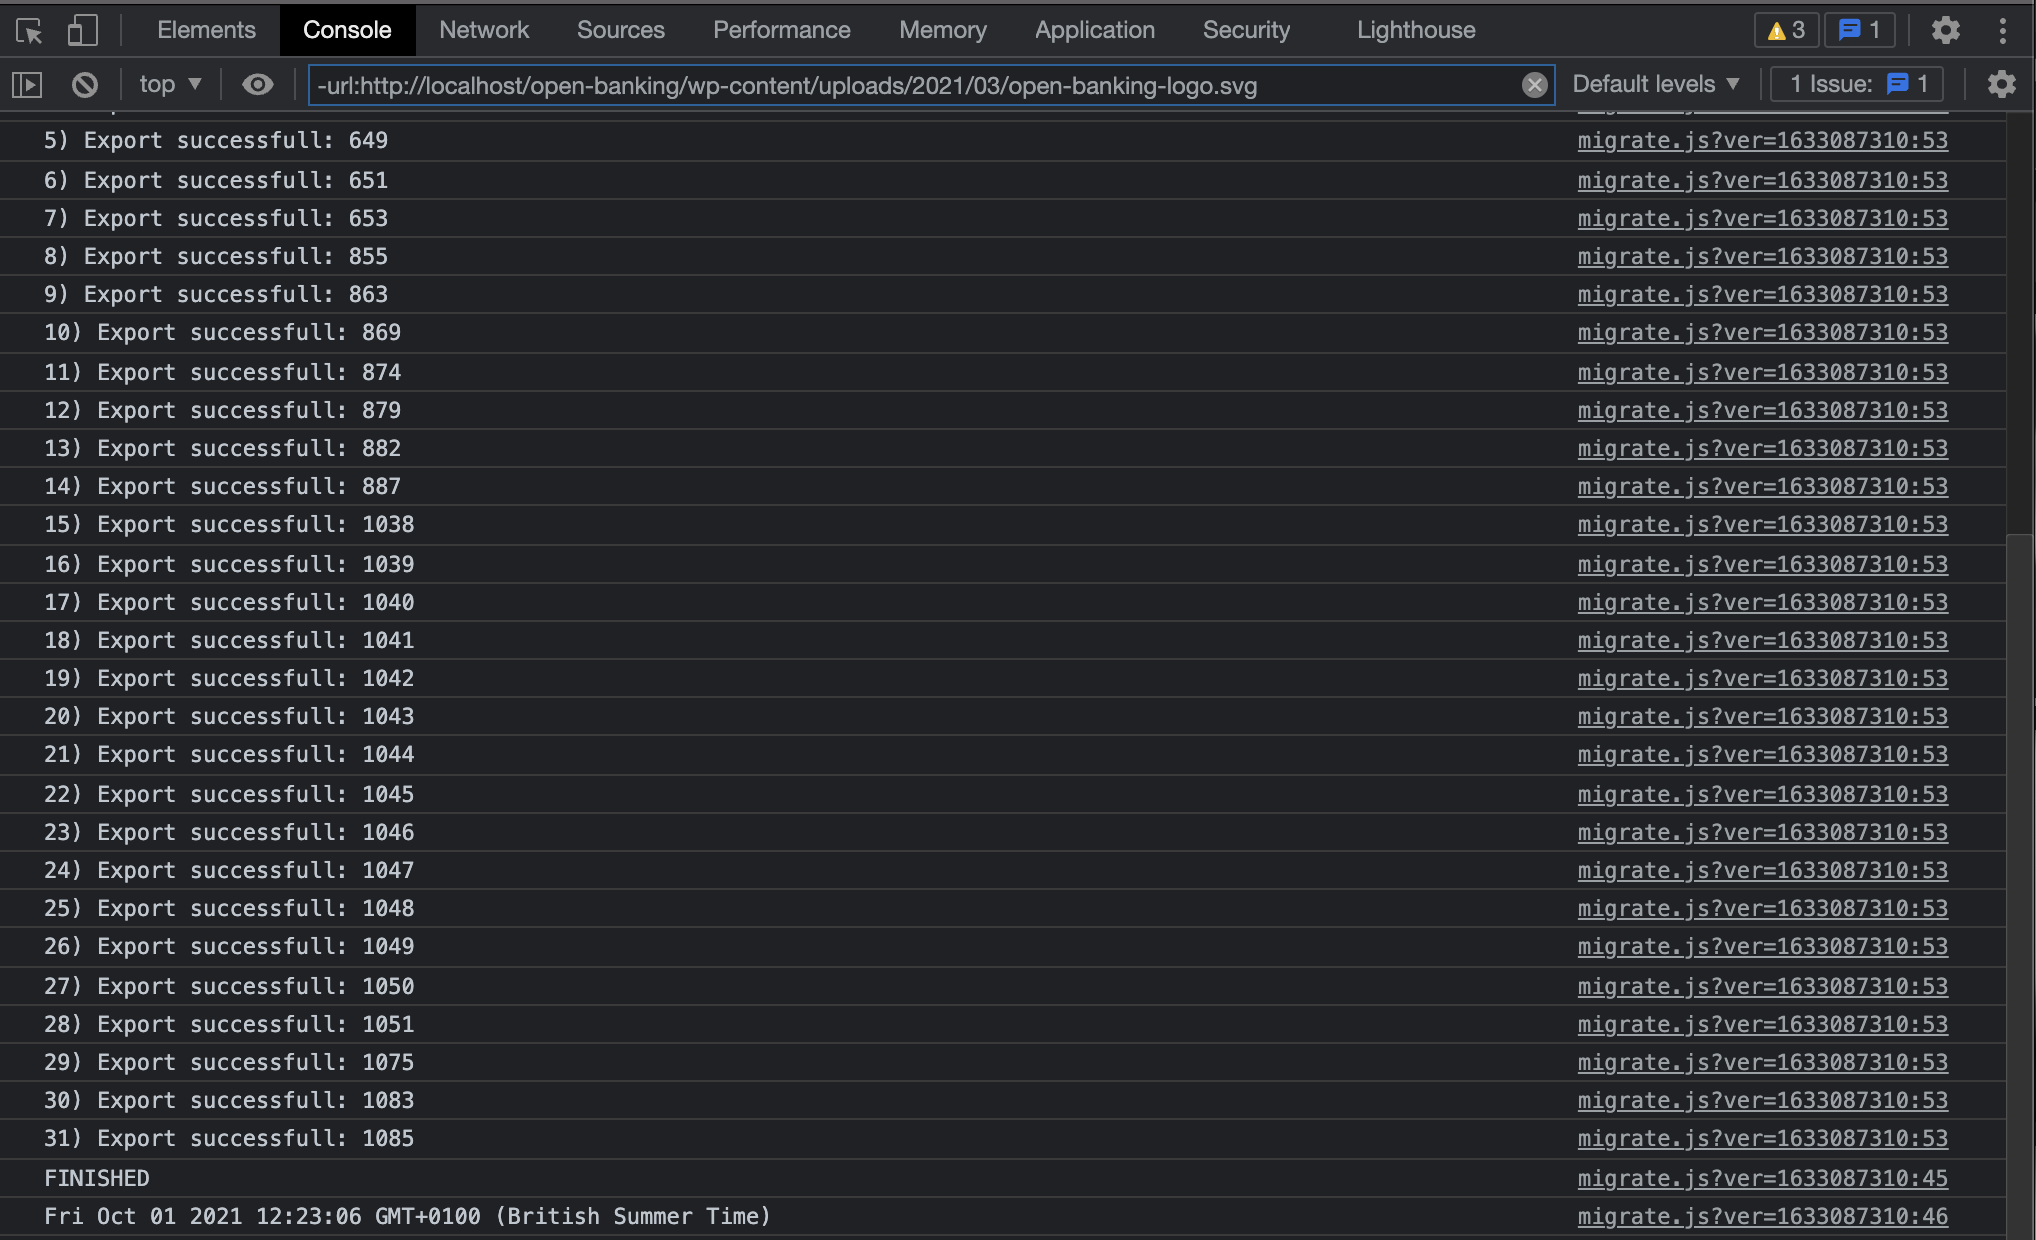 Elements Console Network Sources Performance Memory Application Security Lighthouse 3 1
top -url:http://localhost/open-banking/wp-content/uploads/2021/03/open-banking-logo.svg Default levels 1 Issue: 1
5) Export successfull: 649 migrate.js?ver=1633087310:53
6) Export successfull: 651 migrate.js?ver=1633087310:53
7) Export successfull: 653 migrate.js?ver=1633087310:53
8) Export successfull: 855 migrate.js?ver=1633087310:53
9) Export successfull: 863 migrate.js?ver=1633087310:53
10) Export successfull: 869 migrate.js?ver=1633087310:53
11) Export successfull: 874 migrate.js?ver=1633087310:53
12) Export successfull: 879 migrate.js?ver=1633087310:53
13) Export successfull: 882 migrate.js?ver=1633087310:53
14) Export successfull: 887 migrate.js?ver=1633087310:53
15) Export successfull: 1038 migrate.js?ver=1633087310:53
16) Export successfull: 1039 migrate.js?ver=1633087310:53
17) Export successfull: 1040 migrate.js?ver=1633087310:53
18) Export successfull: 1041 migrate.js?ver=1633087310:53
19) Export successfull: 1042 migrate.js?ver=1633087310:53
20) Export successfull: 1043 migrate.js?ver=1633087310:53
21) Export successfull: 1044 migrate.js?ver=1633087310:53
22) Export successfull: 1045 migrate.js?ver=1633087310:53
23) Export successfull: 1046 migrate.js?ver=1633087310:53
24) Export successfull: 1047 migrate.js?ver=1633087310:53
25) Export successfull: 1048 migrate.js?ver=1633087310:53
26) Export successfull: 1049 migrate.js?ver=1633087310:53
27) Export successfull: 1050 migrate.js?ver=1633087310:53
28) Export successfull: 1051 migrate.js?ver=1633087310:53
29) Export successfull: 1075 migrate.js?ver=1633087310:53
30) Export successfull: 1083 migrate.js?ver=1633087310:53
31) Export successfull: 1085 migrate.js?ver=1633087310:53
FINISHED migrate.js?ver=1633087310:45
Fri Oct 01 2021 12:23:06 GMT+0100 (British Summer Time) migrate.js?ver=1633087310:46